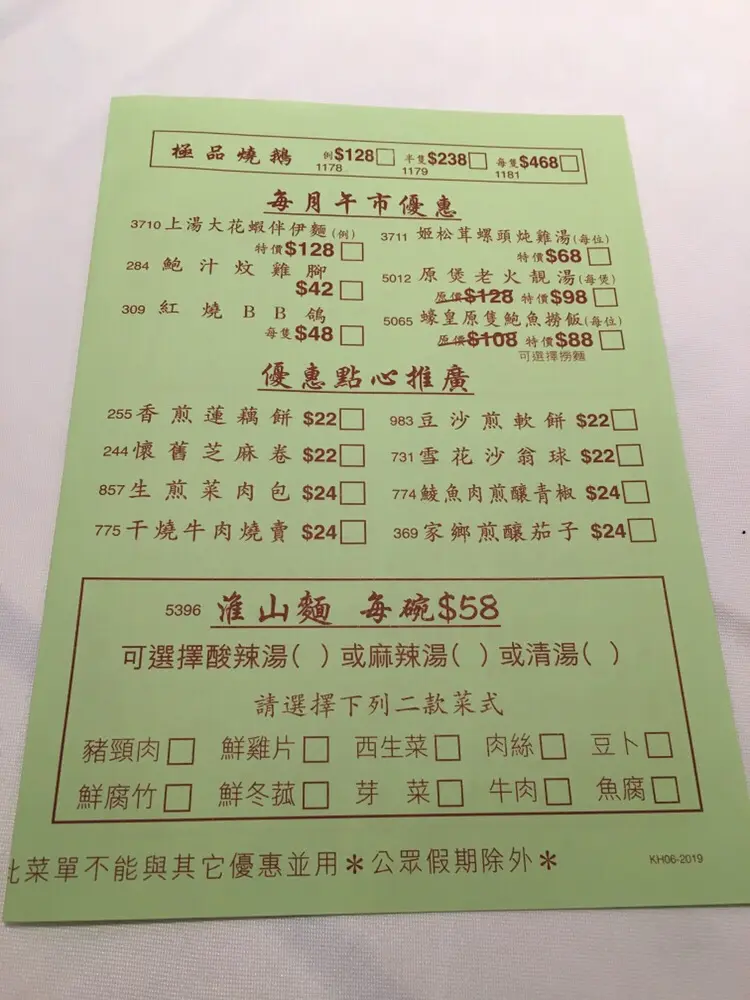 極品燒鵝 例$128 半隻$238 每隻$468
1178 1179 1181
每月午市優惠
3710 上湯大花蝦伴伊麵(例) 3711 姬松茸螺頭炖雞湯(每位)
特價$128 特價$68
284 鮑汁炆雞腳 5012 原煲老火靚湯(每煲)
$42 原價$128 特價$98
309 紅燒BB鴿 5065 蠔皇原隻鮑魚撈飯(每位)
每隻$48 原價$108 特價$88
可選擇撈麵
優惠點心推廣
255 香煎蓮藕餅 $22 983 豆沙煎軟餅 $22
244 懷舊芝麻卷 $22 731 雪花沙翁球 $22
857 生煎菜肉包 $24 774 鯪魚肉煎釀青椒 $24
775 干燒牛肉燒賣 $24 369 家鄉煎釀茄子 $24
5396 淮山麵 每碗$58
可選擇酸辣湯( )或麻辣湯( )或清湯( )
請選擇下列二款菜式
豬頸肉 鮮雞片 西生菜 肉絲 豆卜
鮮腐竹 鮮冬菰 芽菜 牛肉 魚腐
此菜單不能與其它優惠並用＊公眾假期除外＊ KH06-2019